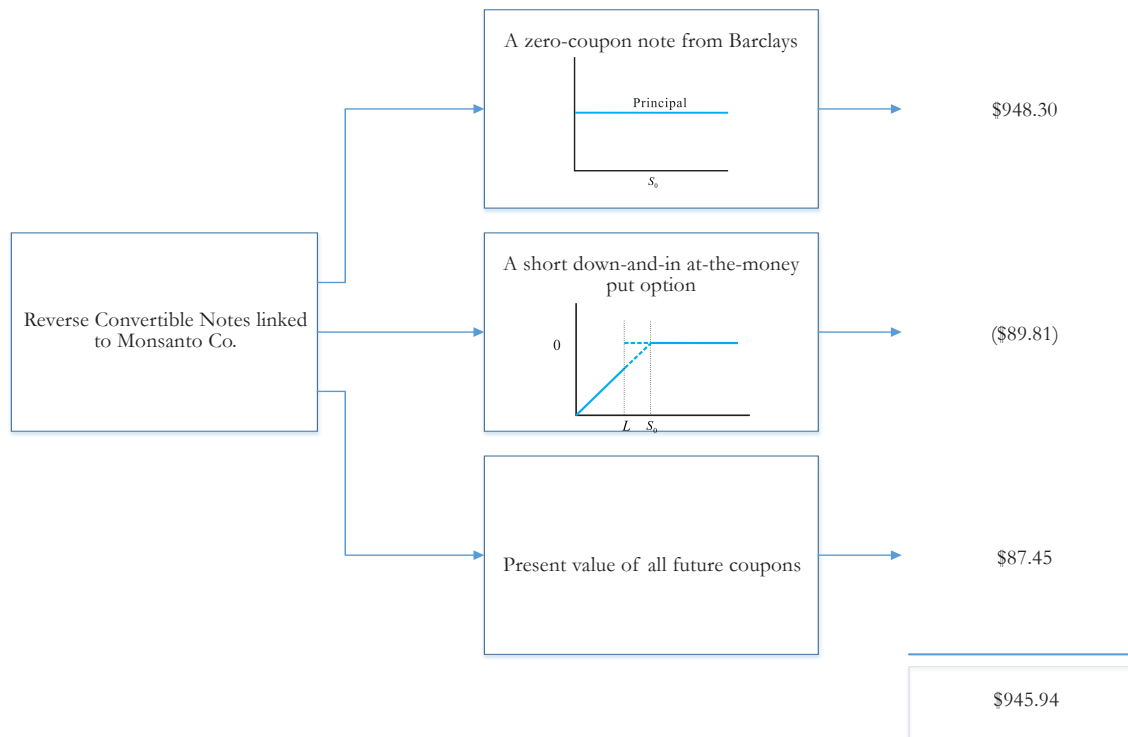 A zero-coupon note from Barclays
Principal
S₀
$948.30
Reverse Convertible Notes linked
to Monsanto Co.
A short down-and-in at-the-money
put option
0
L S₀
($89.81)
Present value of all future coupons
$87.45
$945.94